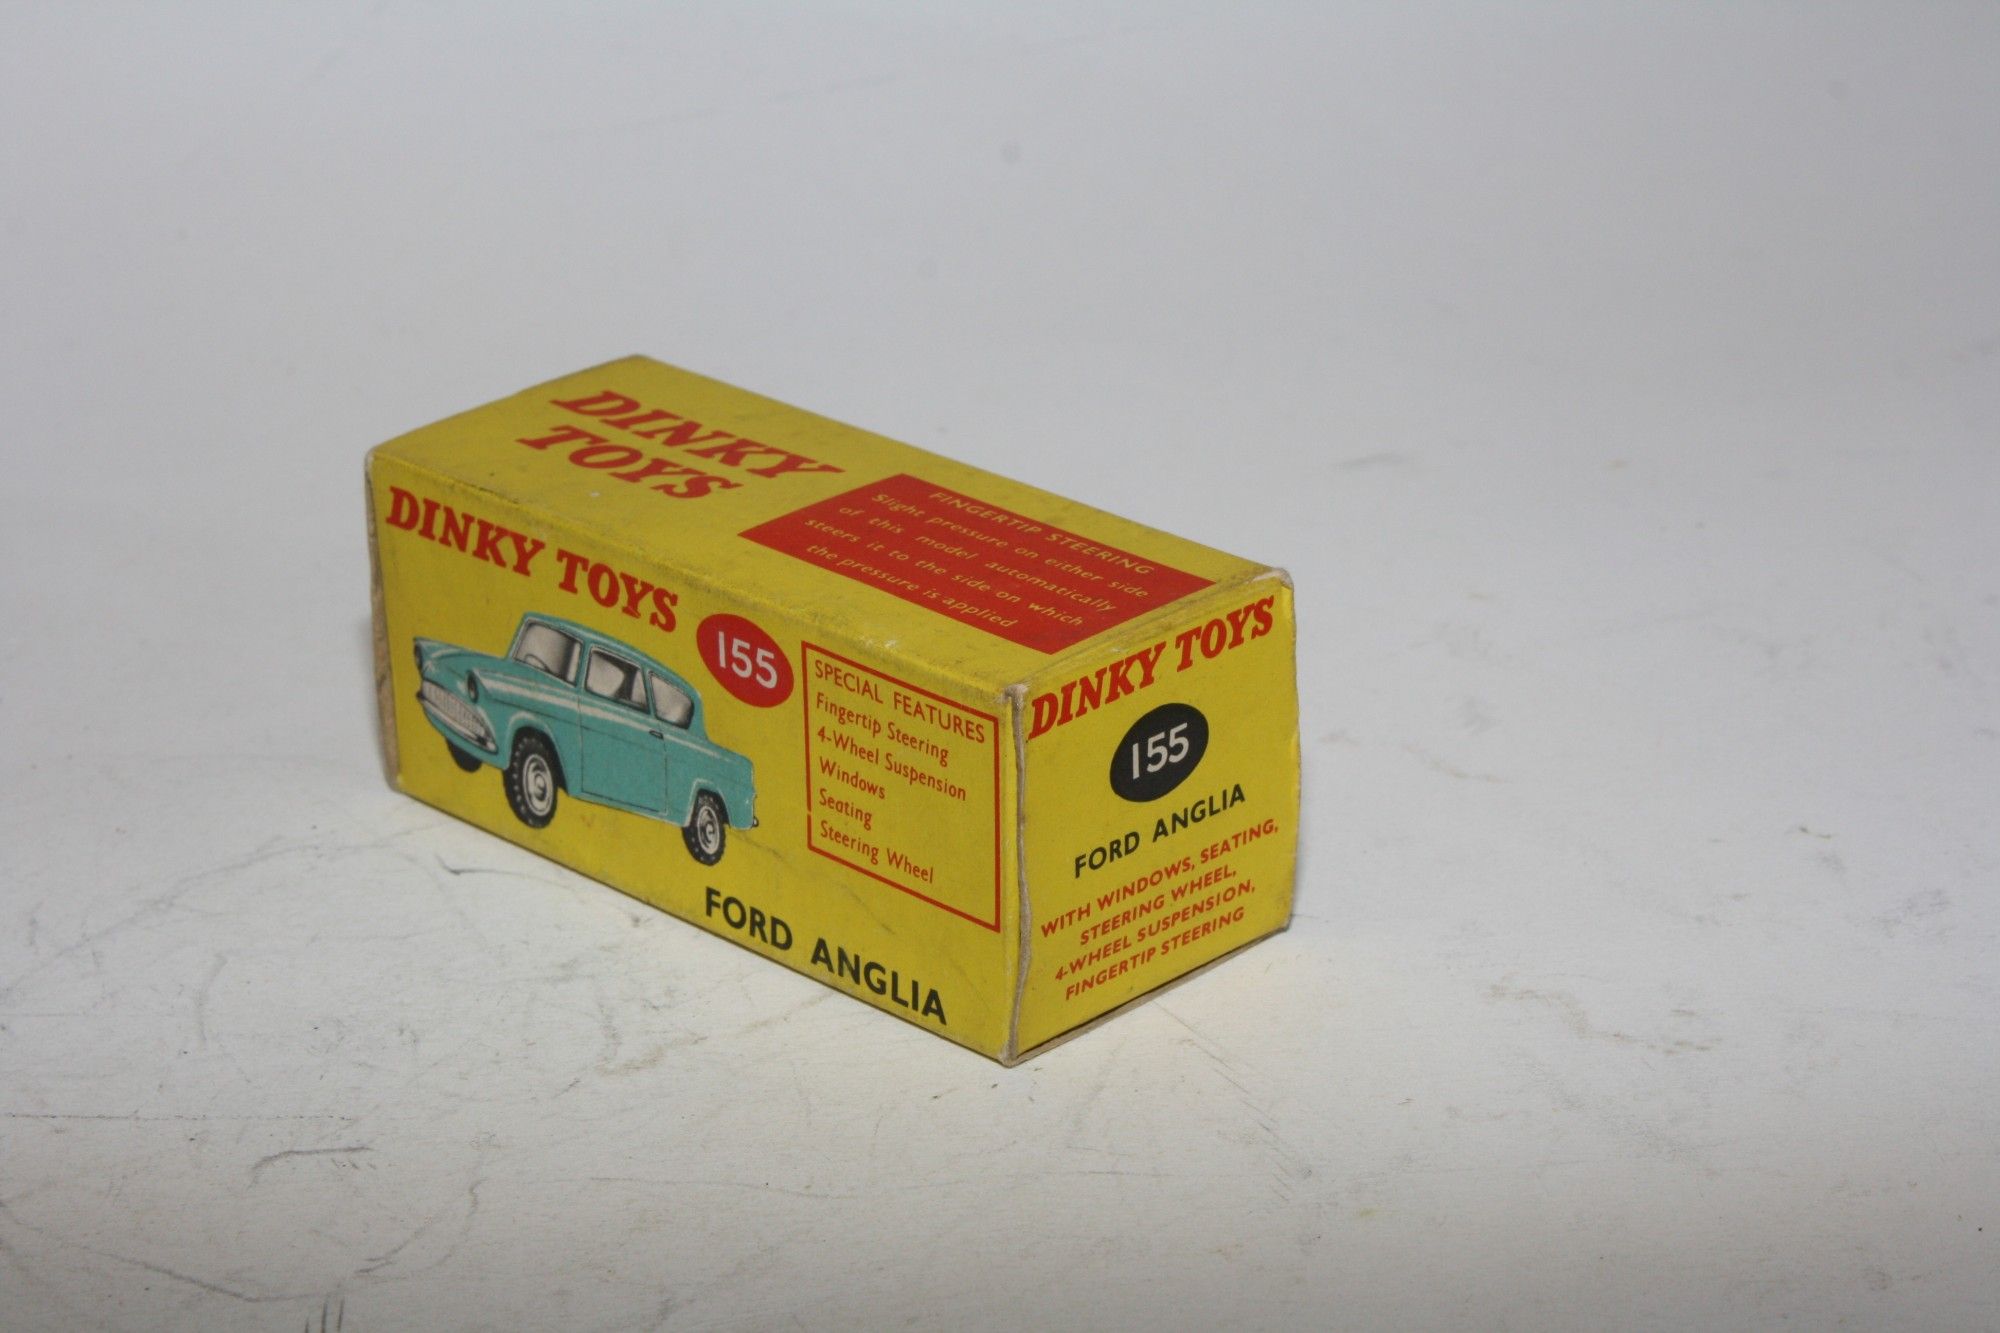 DINKY
TOYS
FINGERTIP STEERING
Slight pressure on either side
of this model automatically
steers it to the side on which
the pressure is applied
DINKY TOYS
155
SPECIAL FEATURES
Fingertip Steering
4-Wheel Suspension
Windows
Seating
Steering Wheel
FORD ANGLIA
DINKY TOYS
155
FORD ANGLIA
WITH WINDOWS, SEATING,
STEERING WHEEL,
4-WHEEL SUSPENSION,
FINGERTIP STEERING